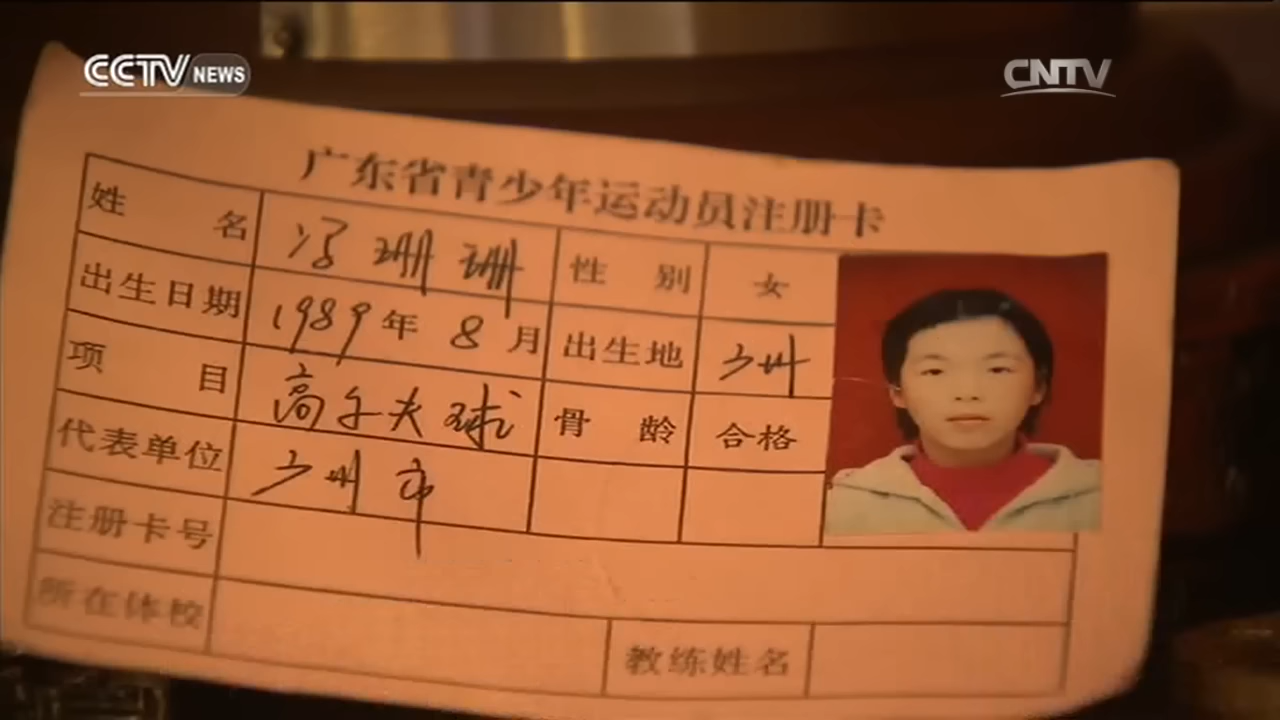 CCTV NEWS
CNTV
广东省青少年运动员注册卡
姓 名 冯珊珊 性 别 女
出生日期 1989年8月 出生地 广州
项 目 高尔夫球 骨 龄 合格
代表单位 广州市
注册卡号
所在体校 教练姓名